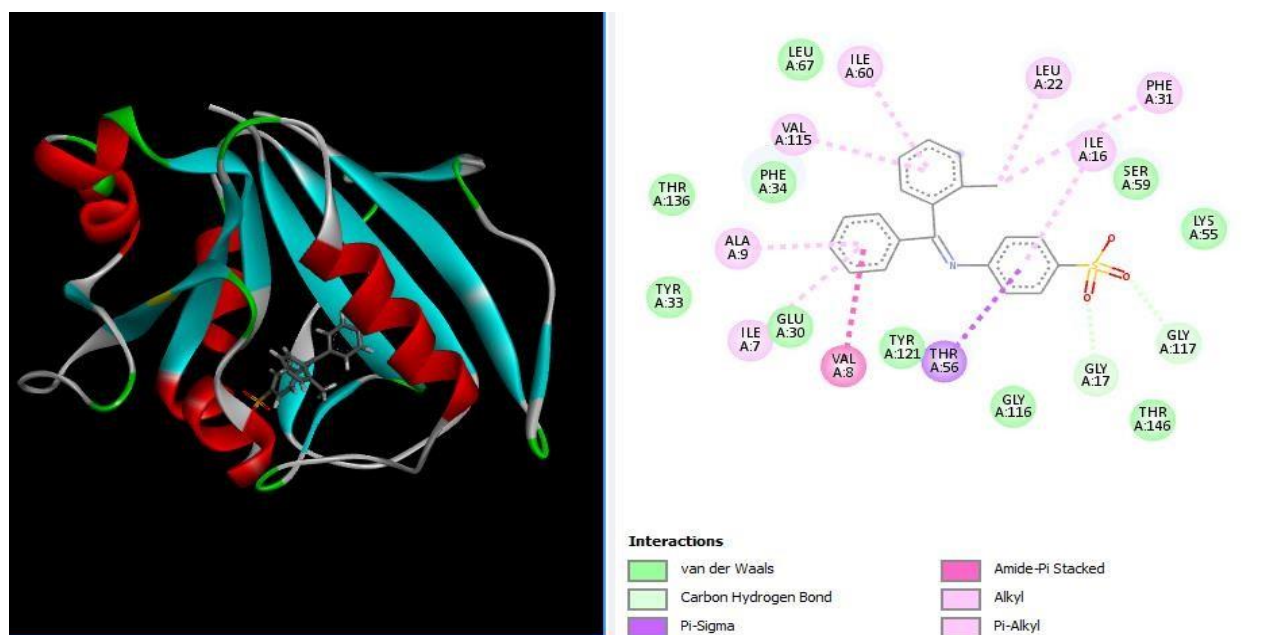 LEU
A:67
ILE
A:60
LEU
A:22
PHE
A:31
VAL
A:115
ILE
A:16
PHE
A:34
SER
A:59
THR
A:136
LYS
A:55
ALA
A:9
N
S
O
O
O
TYR
A:33
GLU
A:30
ILE
A:7
TYR
A:121
THR
A:56
VAL
A:8
GLY
A:117
GLY
A:17
GLY
A:116
THR
A:146
Interactions
van der Waals
Amide-Pi Stacked
Carbon Hydrogen Bond
Alkyl
Pi-Sigma
Pi-Alkyl